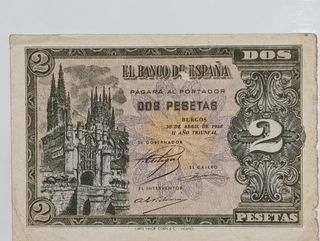 DOS
EL BANCO DE ESPAÑA
PAGARÁ AL PORTADOR
DOS PESETAS
BURGOS
30 DE ABRIL DE 1938
II AÑO TRIUNFAL
EL GOBERNADOR
EL CAJERO
EL INTERVENTOR
2
2
PESETAS